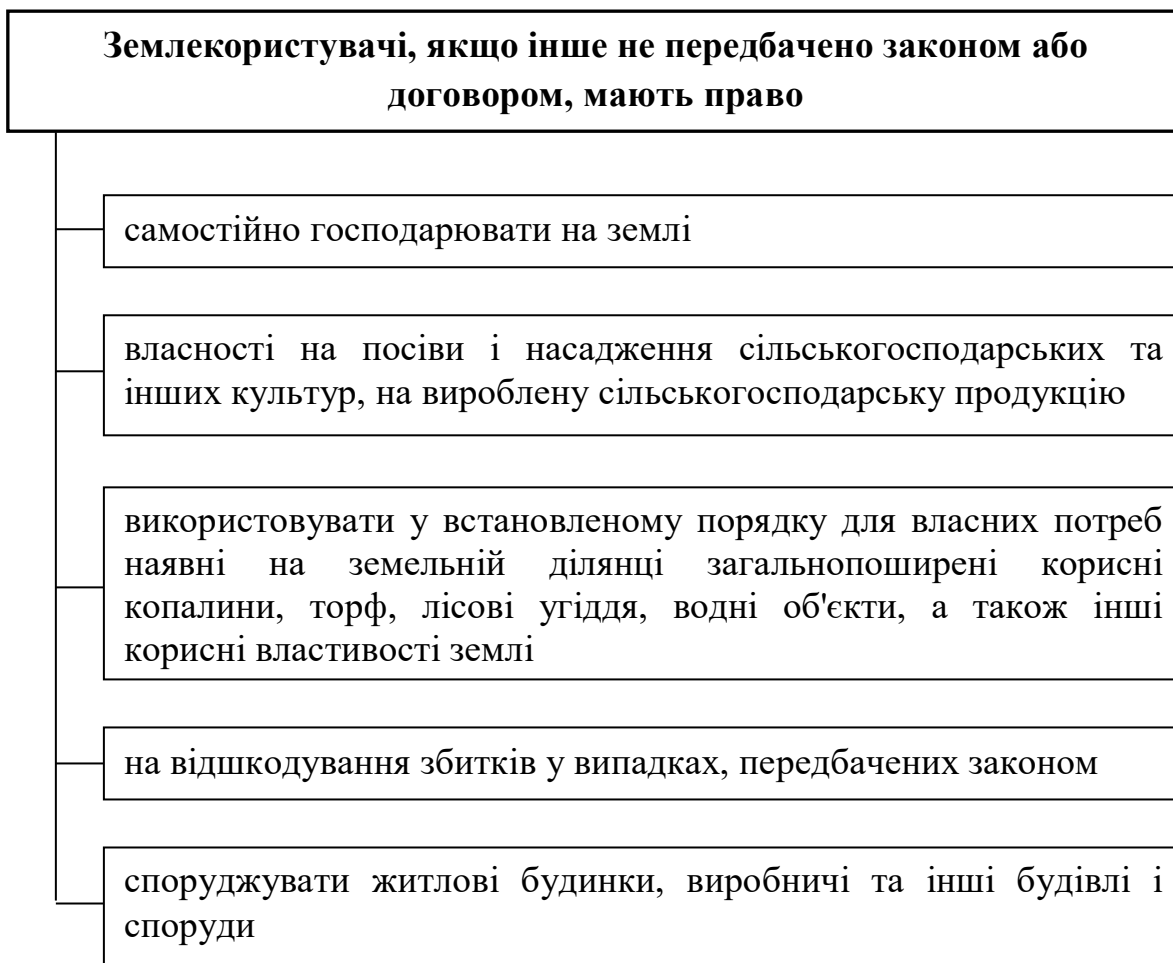 Землекористувачі, якщо інше не передбачено законом або
договором, мають право
самостійно господарювати на землі
власності на посіви і насадження сільськогосподарських та
інших культур, на вироблену сільськогосподарську продукцію
використовувати у встановленому порядку для власних потреб
наявні на земельній ділянці загальнопоширені корисні
копалини, торф, лісові угіддя, водні об'єкти, а також інші
корисні властивості землі
на відшкодування збитків у випадках, передбачених законом
споруджувати житлові будинки, виробничі та інші будівлі і
споруди